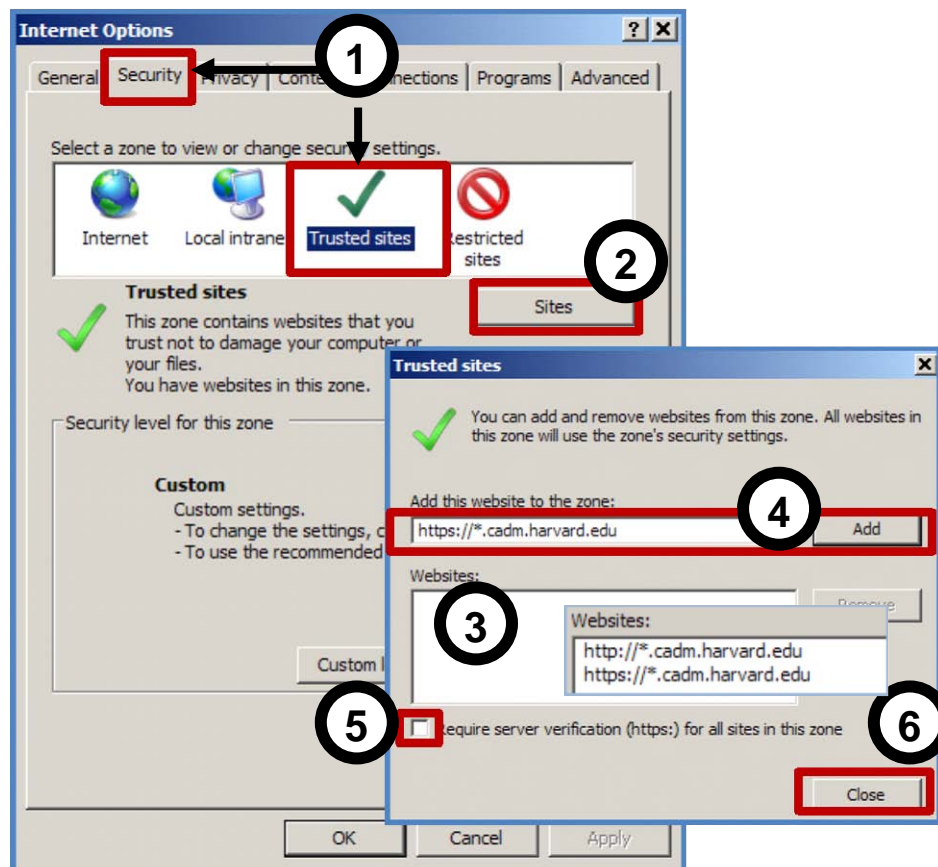 Internet Options
?
1
General Security Privacy Programs Advanced
Select a zone to view or change security settings.
Internet
Local intrane
Trusted sites
Restricted
sites
2
Trusted sites
Sites
This zone contains websites that you
trust not to damage your computer or
your files.
You have websites in this zone.
Security level for this zone
Custom
Custom settings.
- To change the settings, c
- To use the recommended
Custom l
OK
Cancel
Apply
Trusted sites
You can add and remove websites from this zone. All websites in
this zone will use the zone's security settings.
Add this website to the zone:
4
https://*.cadm.harvard.edu
Add
Websites:
Remove
3
Websites:
http://*.cadm.harvard.edu
https://*.cadm.harvard.edu
5
Require server verification (https:) for all sites in this zone
6
Close